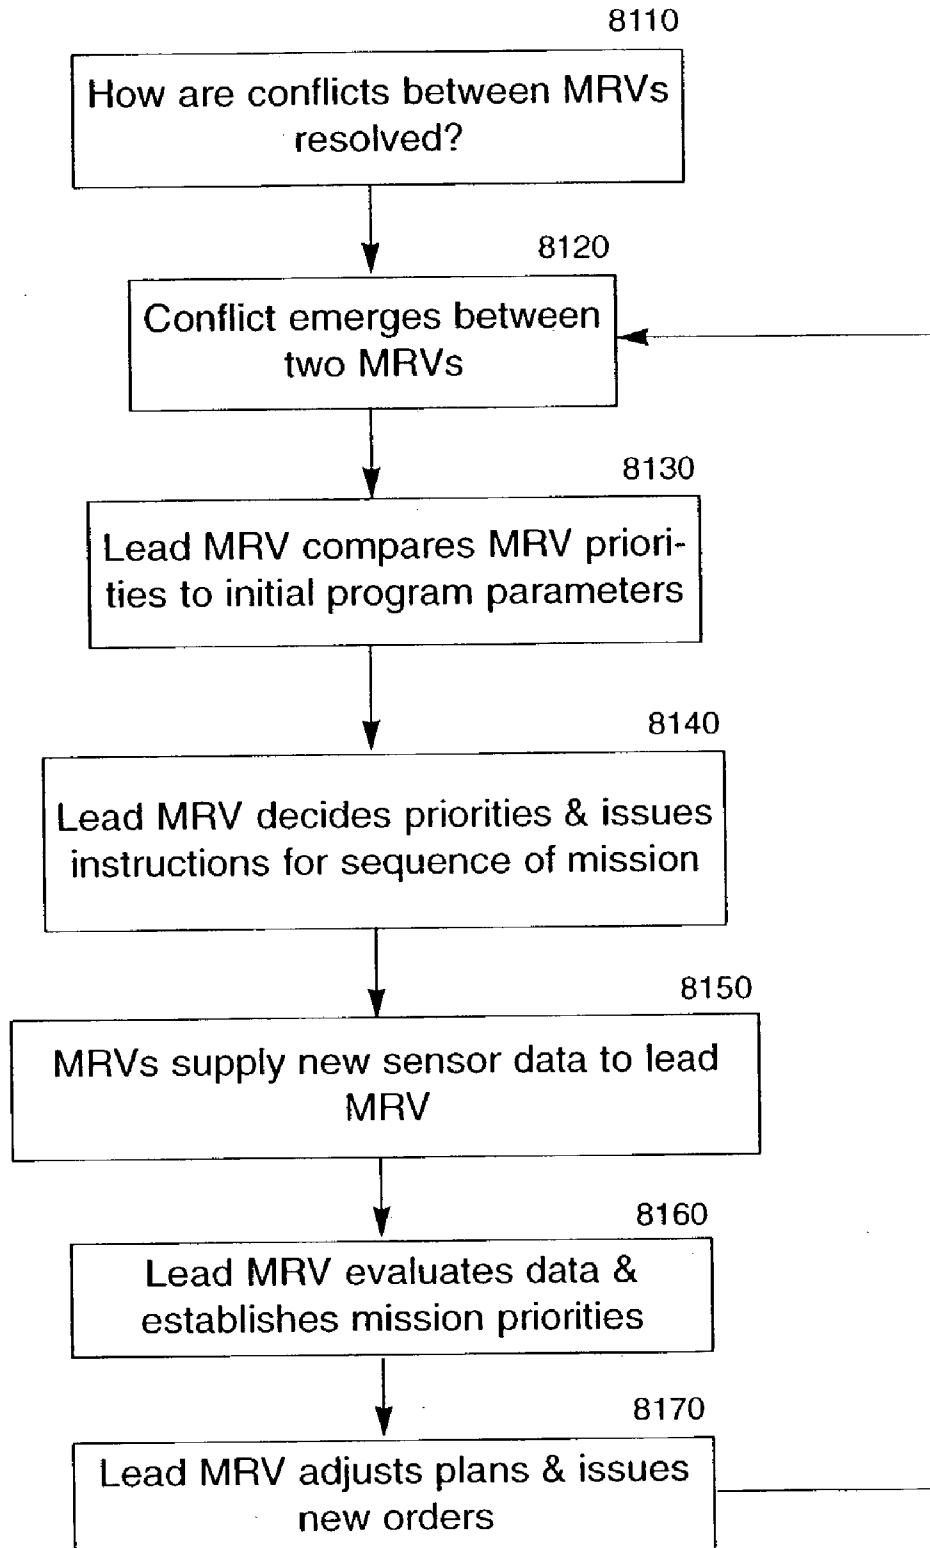 8110
How are conflicts between MRVs
resolved?
8120
Conflict emerges between
two MRVs
8130
Lead MRV compares MRV priori-
ties to initial program parameters
8140
Lead MRV decides priorities & issues
instructions for sequence of mission
8150
MRVs supply new sensor data to lead
MRV
8160
Lead MRV evaluates data &
establishes mission priorities
8170
Lead MRV adjusts plans & issues
new orders